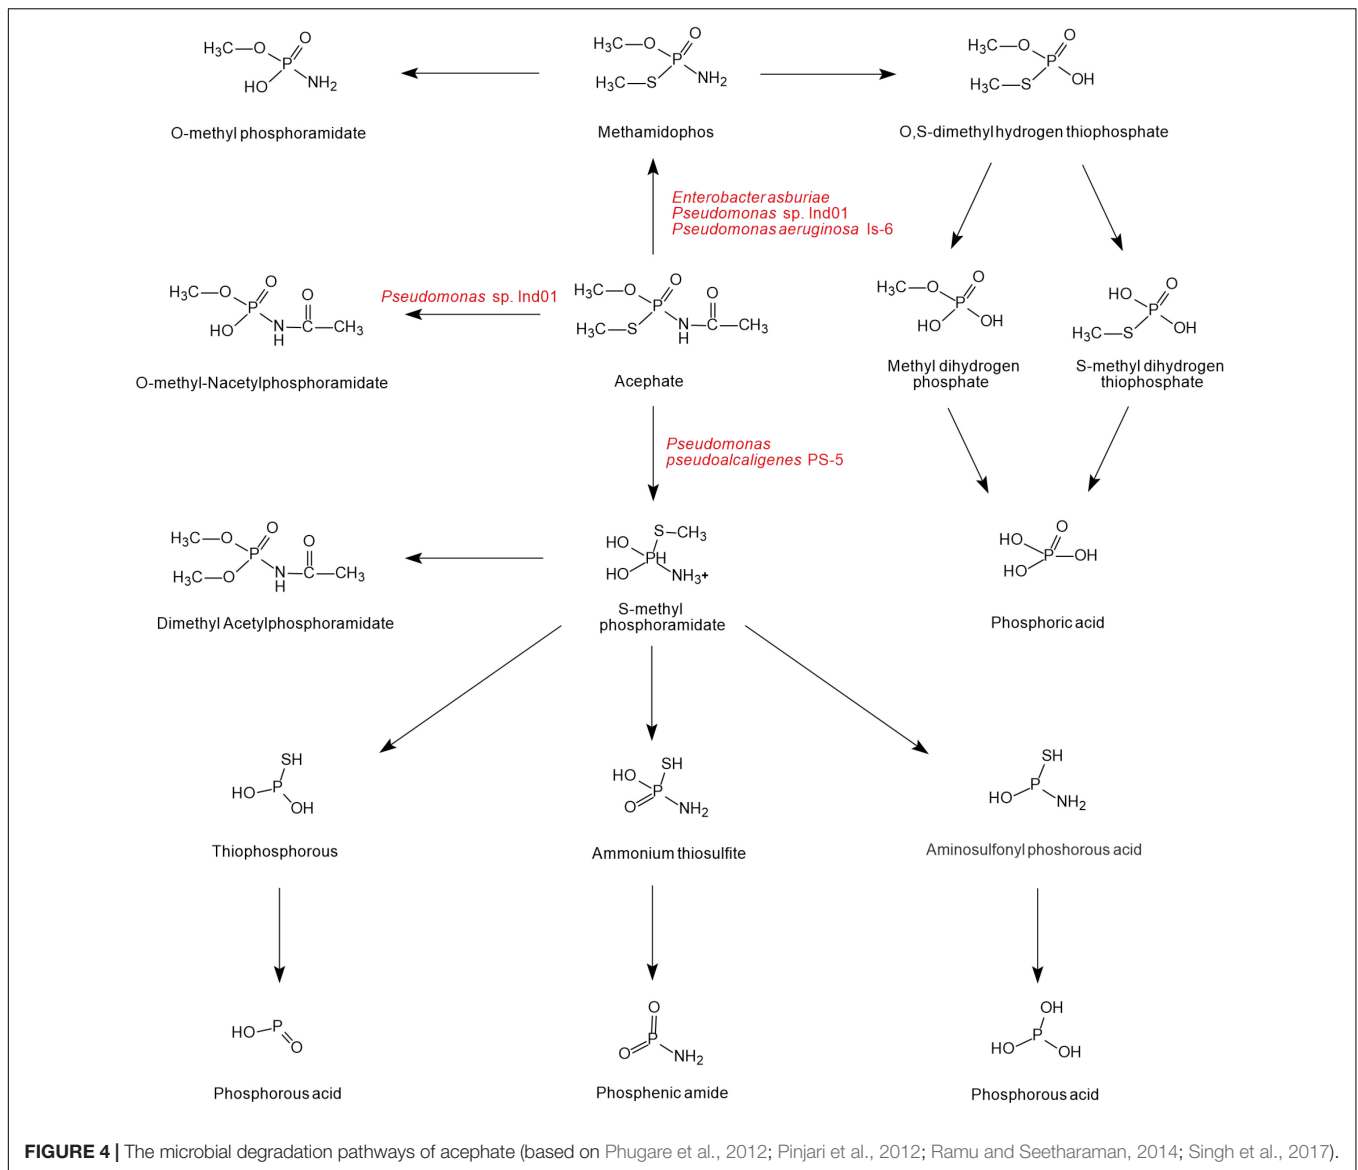 H₃C—O O
P
HO NH₂
O-methyl phosphoramidate
H₃C—O O
P
H₃C—S NH₂
Methamidophos
H₃C—O O
P
H₃C—S OH
O,S-dimethyl hydrogen thiophosphate
Enterobacter asburiae
Pseudomonas sp. Ind01
Pseudomonas aeruginosa Is-6
H₃C—O O O
P
HO N—C—CH₃
H
O-methyl-Nacetylphosphoramidate
Pseudomonas sp. Ind01
H₃C—O O O
P
H₃C—S N—C—CH₃
H
Acephate
H₃C—O O
P
HO OH
Methyl dihydrogen
phosphate
HO O
P
H₃C—S OH
S-methyl dihydrogen
thiophosphate
Pseudomonas
pseudoalcaligenes PS-5
H₃C—O O O
P
H₃C—O N—C—CH₃
H
Dimethyl Acetylphosphoramidate
S—CH₃
HO
PH
HO NH₃+
S-methyl
phosphoramidate
HO O
P—OH
HO
Phosphoric acid
SH
HO P
OH
Thiophosphorous
SH
HO
P
O NH₂
Ammonium thiosulfite
SH
P
HO NH₂
Aminosulfonyl phoshorous acid
HO P
O
Phosphorous acid
O
P
O NH₂
Phosphenic amide
OH
P
HO OH
Phosphorous acid
FIGURE 4 | The microbial degradation pathways of acephate (based on Phugare et al., 2012; Pinjari et al., 2012; Ramu and Seetharaman, 2014; Singh et al., 2017).